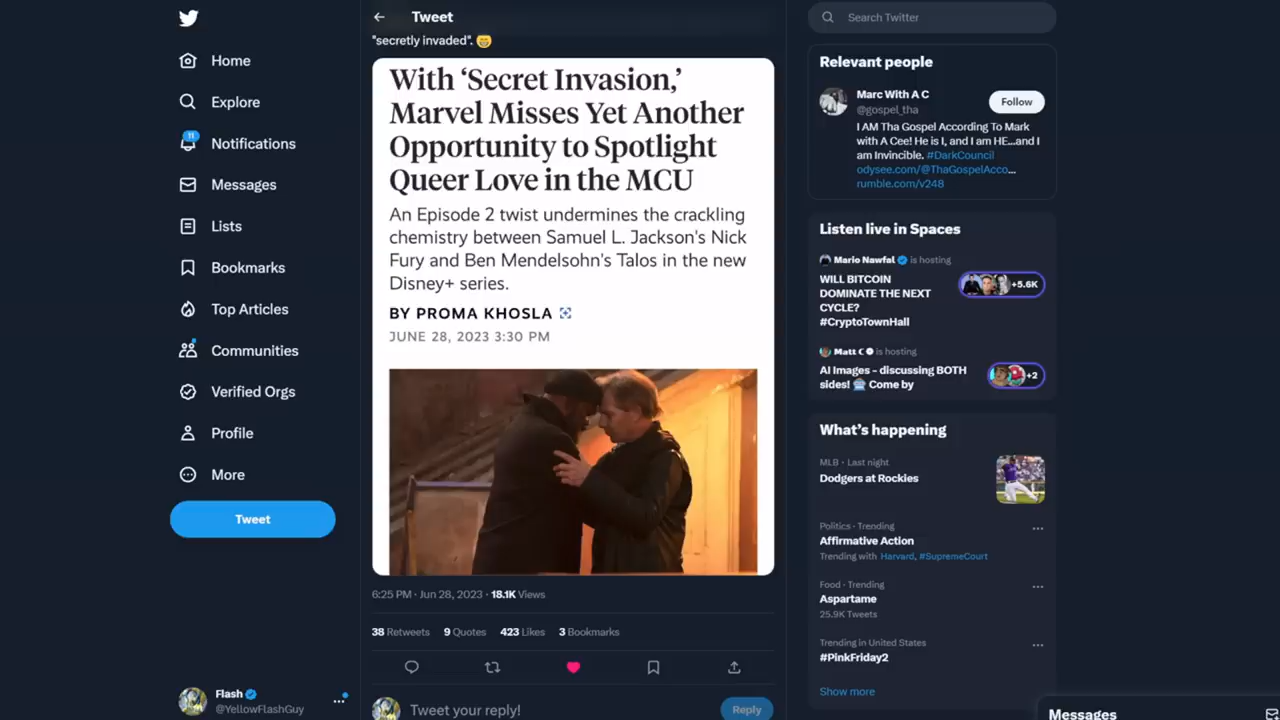 Home
Explore
11
Notifications
Messages
Lists
Bookmarks
Top Articles
Communities
Verified Orgs
Profile
More
Tweet
Flash
@YellowFlashGuy
Tweet
"secretly invaded". 😁
With ‘Secret Invasion,’
Marvel Misses Yet Another
Opportunity to Spotlight
Queer Love in the MCU
An Episode 2 twist undermines the crackling
chemistry between Samuel L. Jackson's Nick
Fury and Ben Mendelsohn's Talos in the new
Disney+ series.
BY PROMA KHOSLA
JUNE 28, 2023 3:30 PM
6:25 PM · Jun 28, 2023 · 18.1K Views
38 Retweets 9 Quotes 423 Likes 3 Bookmarks
Tweet your reply!
Reply
Search Twitter
Relevant people
Marc With A C
@gospel_tha
Follow
I AM Tha Gospel According To Mark
with A Cee! He is I, and I am HE...and I
am Invincible. #DarkCouncil
odysee.com/@ThaGospelAcco...
rumble.com/v248
Listen live in Spaces
Mario Nawfal is hosting
WILL BITCOIN
DOMINATE THE NEXT
CYCLE?
#CryptoTownHall
+5.6K
Matt is hosting
AI Images - discussing BOTH
sides! Come by
+2
What’s happening
MLB · Last night
Dodgers at Rockies
Politics · Trending
Affirmative Action
Trending with Harvard, #SupremeCourt
Food · Trending
Aspartame
25.9K Tweets
Trending in United States
#PinkFriday2
Show more
Messages